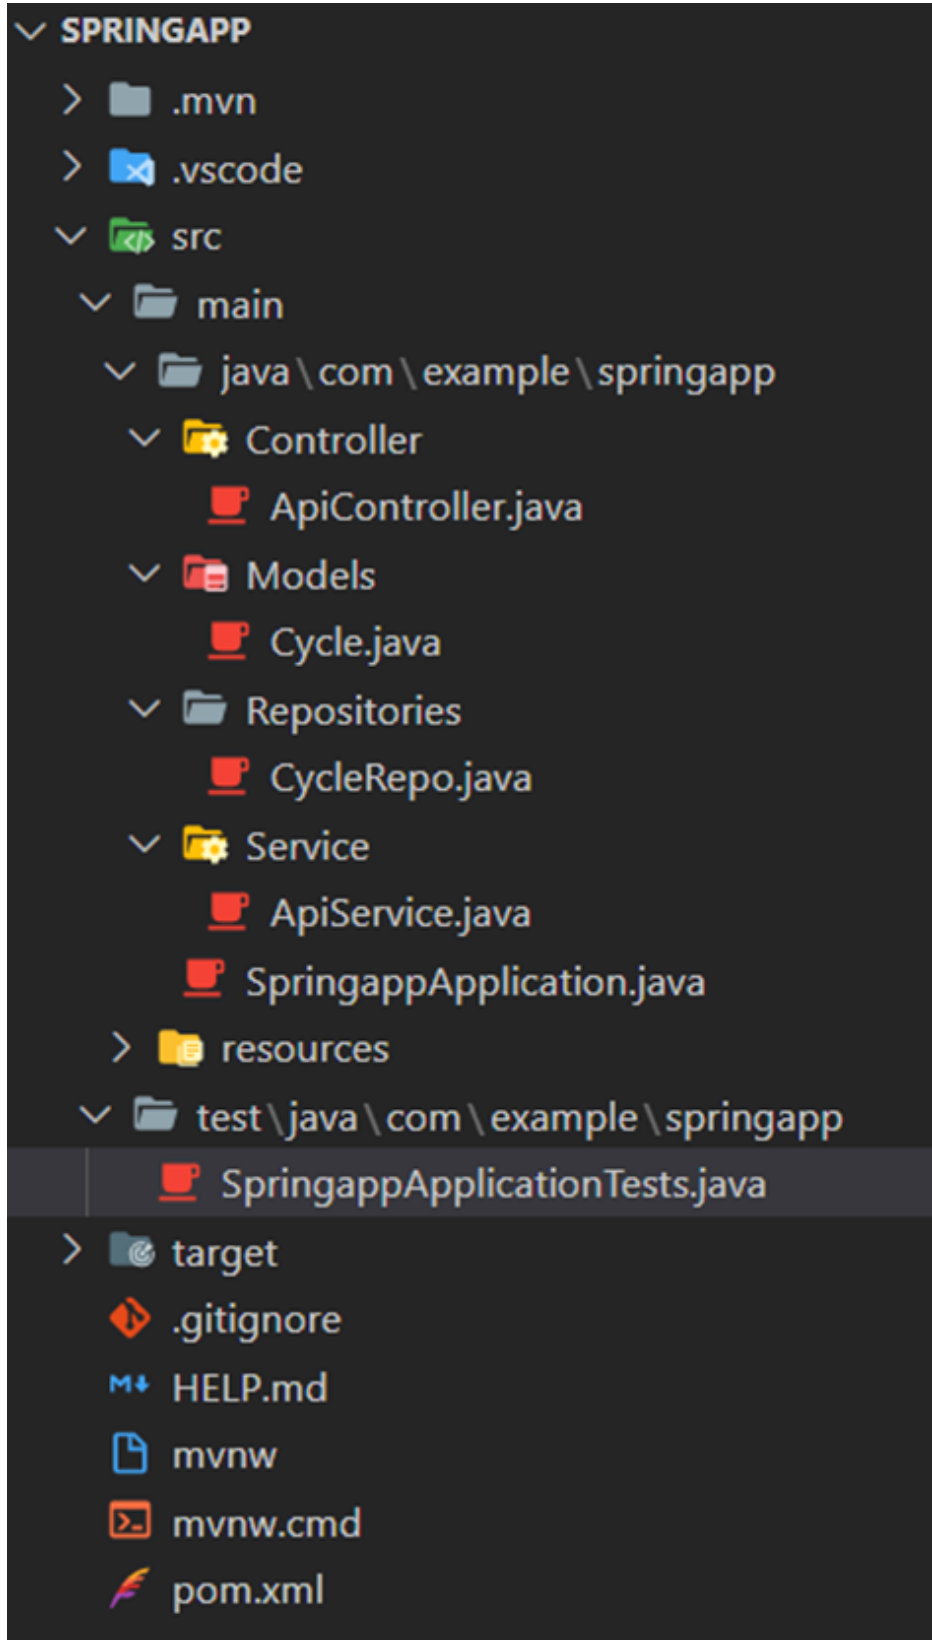 SPRINGAPP
.mvn
.vscode
src
main
java\com\example\springapp
Controller
ApiController.java
Models
Cycle.java
Repositories
CycleRepo.java
Service
ApiService.java
SpringappApplication.java
resources
test\java\com\example\springapp
SpringappApplicationTests.java
target
.gitignore
HELP.md
mvnw
mvnw.cmd
pom.xml